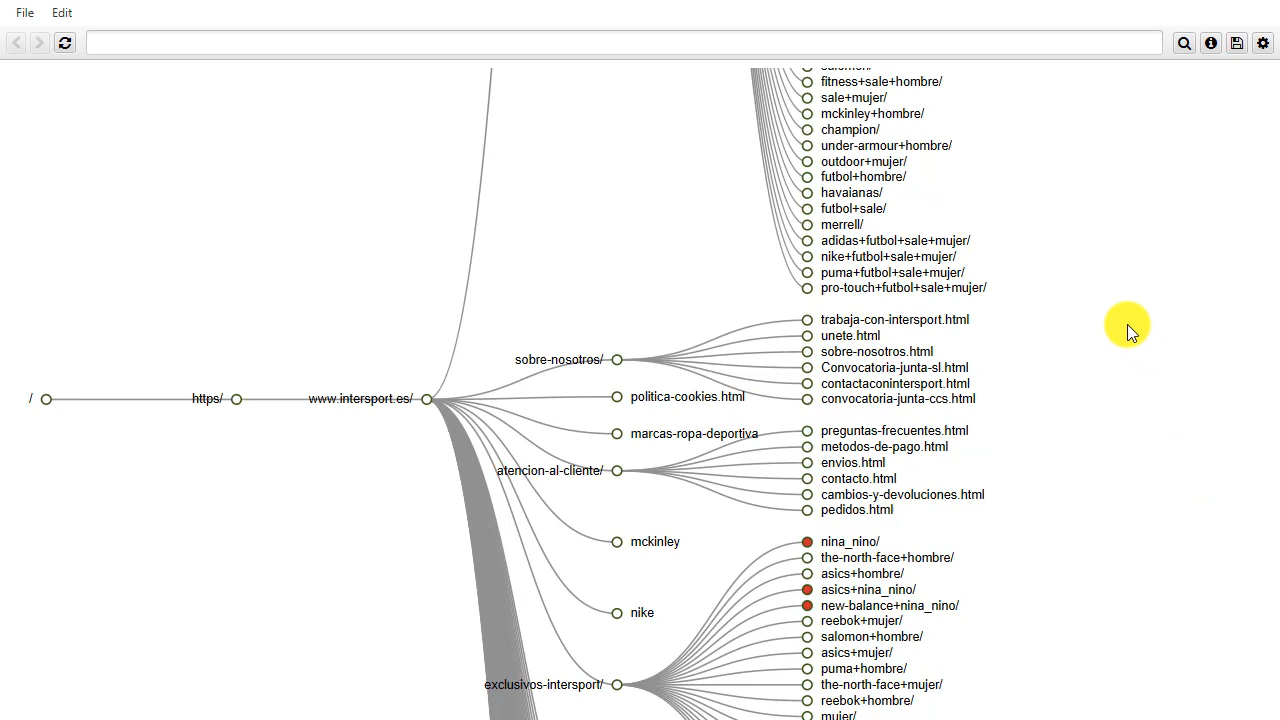 File Edit
salomon/
fitness+sale+hombre/
sale+mujer/
mckinley+hombre/
champion/
under-armour+hombre/
outdoor+mujer/
futbol+hombre/
havaianas/
futbol+sale/
merrell/
adidas+futbol+sale+mujer/
nike+futbol+sale+mujer/
puma+futbol+sale+mujer/
pro-touch+futbol+sale+mujer/
trabaja-con-intersport.html
unete.html
sobre-nosotros/
sobre-nosotros.html
Convocatoria-junta-sl.html
contactaconintersport.html
/ https/ www.intersport.es/
politica-cookies.html
convocatoria-junta-ccs.html
marcas-ropa-deportiva
preguntas-frecuentes.html
metodos-de-pago.html
envios.html
atencion-al-cliente/
contacto.html
cambios-y-devoluciones.html
pedidos.html
mckinley
nina_nino/
the-north-face+hombre/
asics+hombre/
asics+nina_nino/
new-balance+nina_nino/
nike
reebok+mujer/
salomon+hombre/
asics+mujer/
puma+hombre/
exclusivos-intersport/
the-north-face+mujer/
reebok+hombre/
mujer/